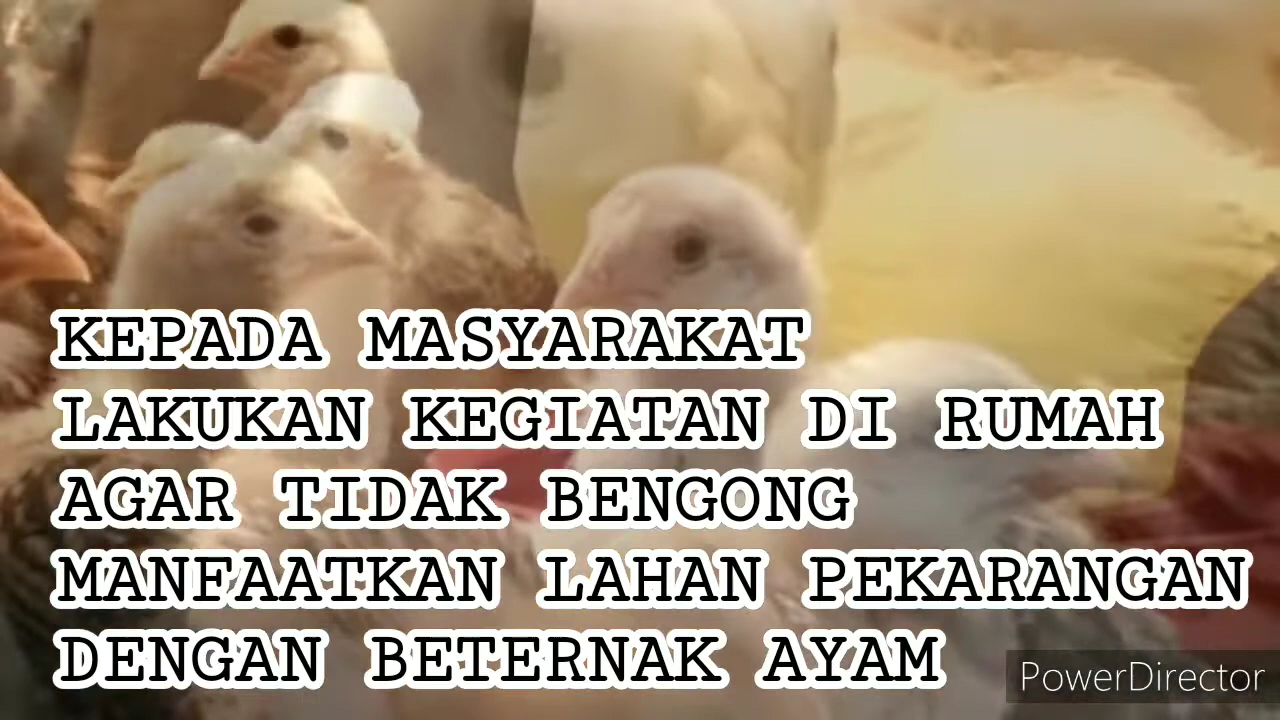 KEPADA MASYARAKAT
LAKUKAN KEGIATAN DI RUMAH
AGAR TIDAK BENGONG
MANFAATKAN LAHAN PEKARANGAN
DENGAN BETERNAK AYAM
PowerDirector